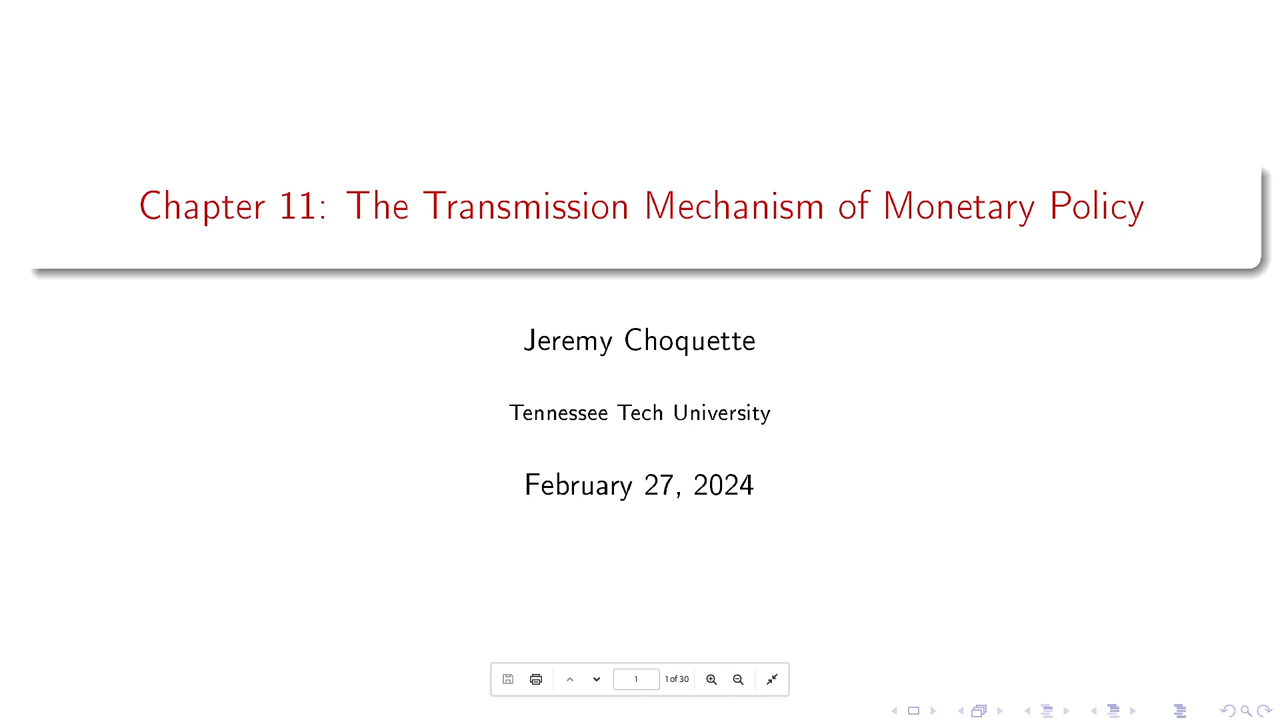 Chapter 11: The Transmission Mechanism of Monetary Policy
Jeremy Choquette
Tennessee Tech University
February 27, 2024
1
1 of 30